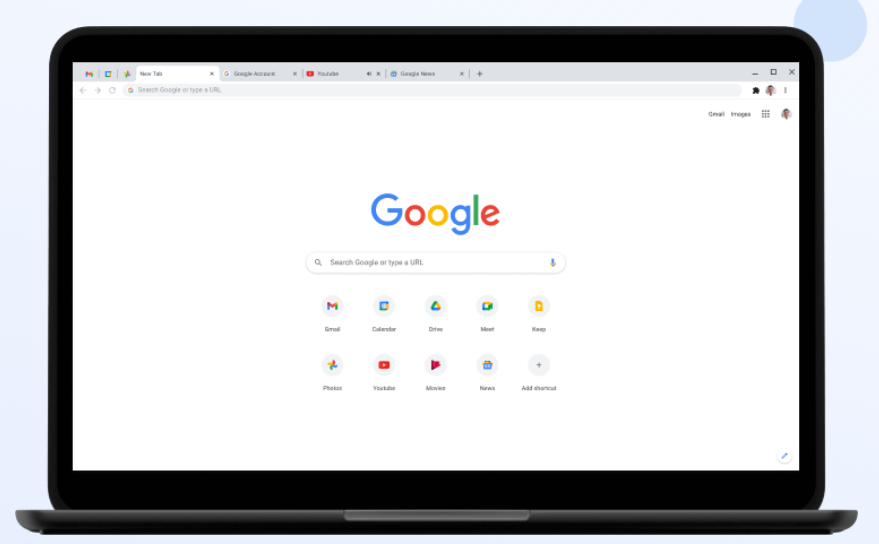 New Tab Google Account Youtube Google News
Search Google or type a URL
Gmail Images
Google
Search Google or type a URL
Gmail Calendar Drive Meet Keep
Photos Youtube Movies News Add shortcut